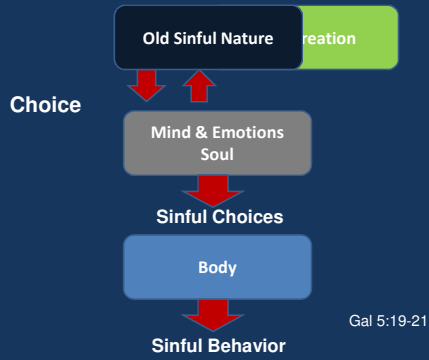 Old Sinful Nature
reation
Choice
Mind & Emotions
Soul
Sinful Choices
Body
Gal 5:19-21
Sinful Behavior